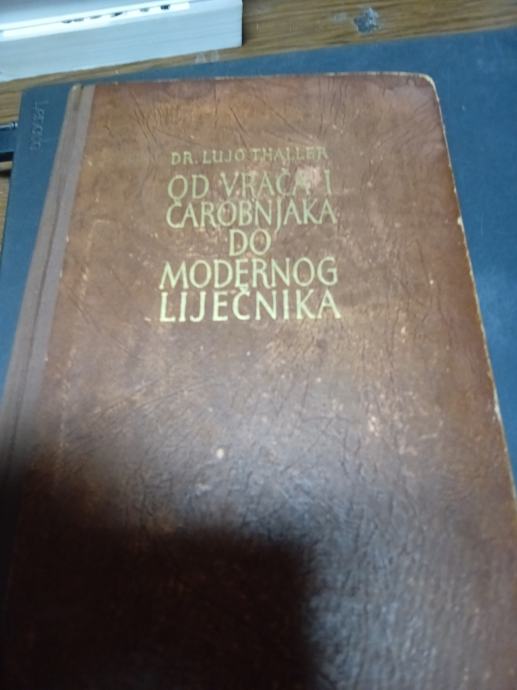 DR. LUJO THALLER
OD VRAČA I
ČAROBNJAKA
DO
MODERNOG
LIJEČNIKA